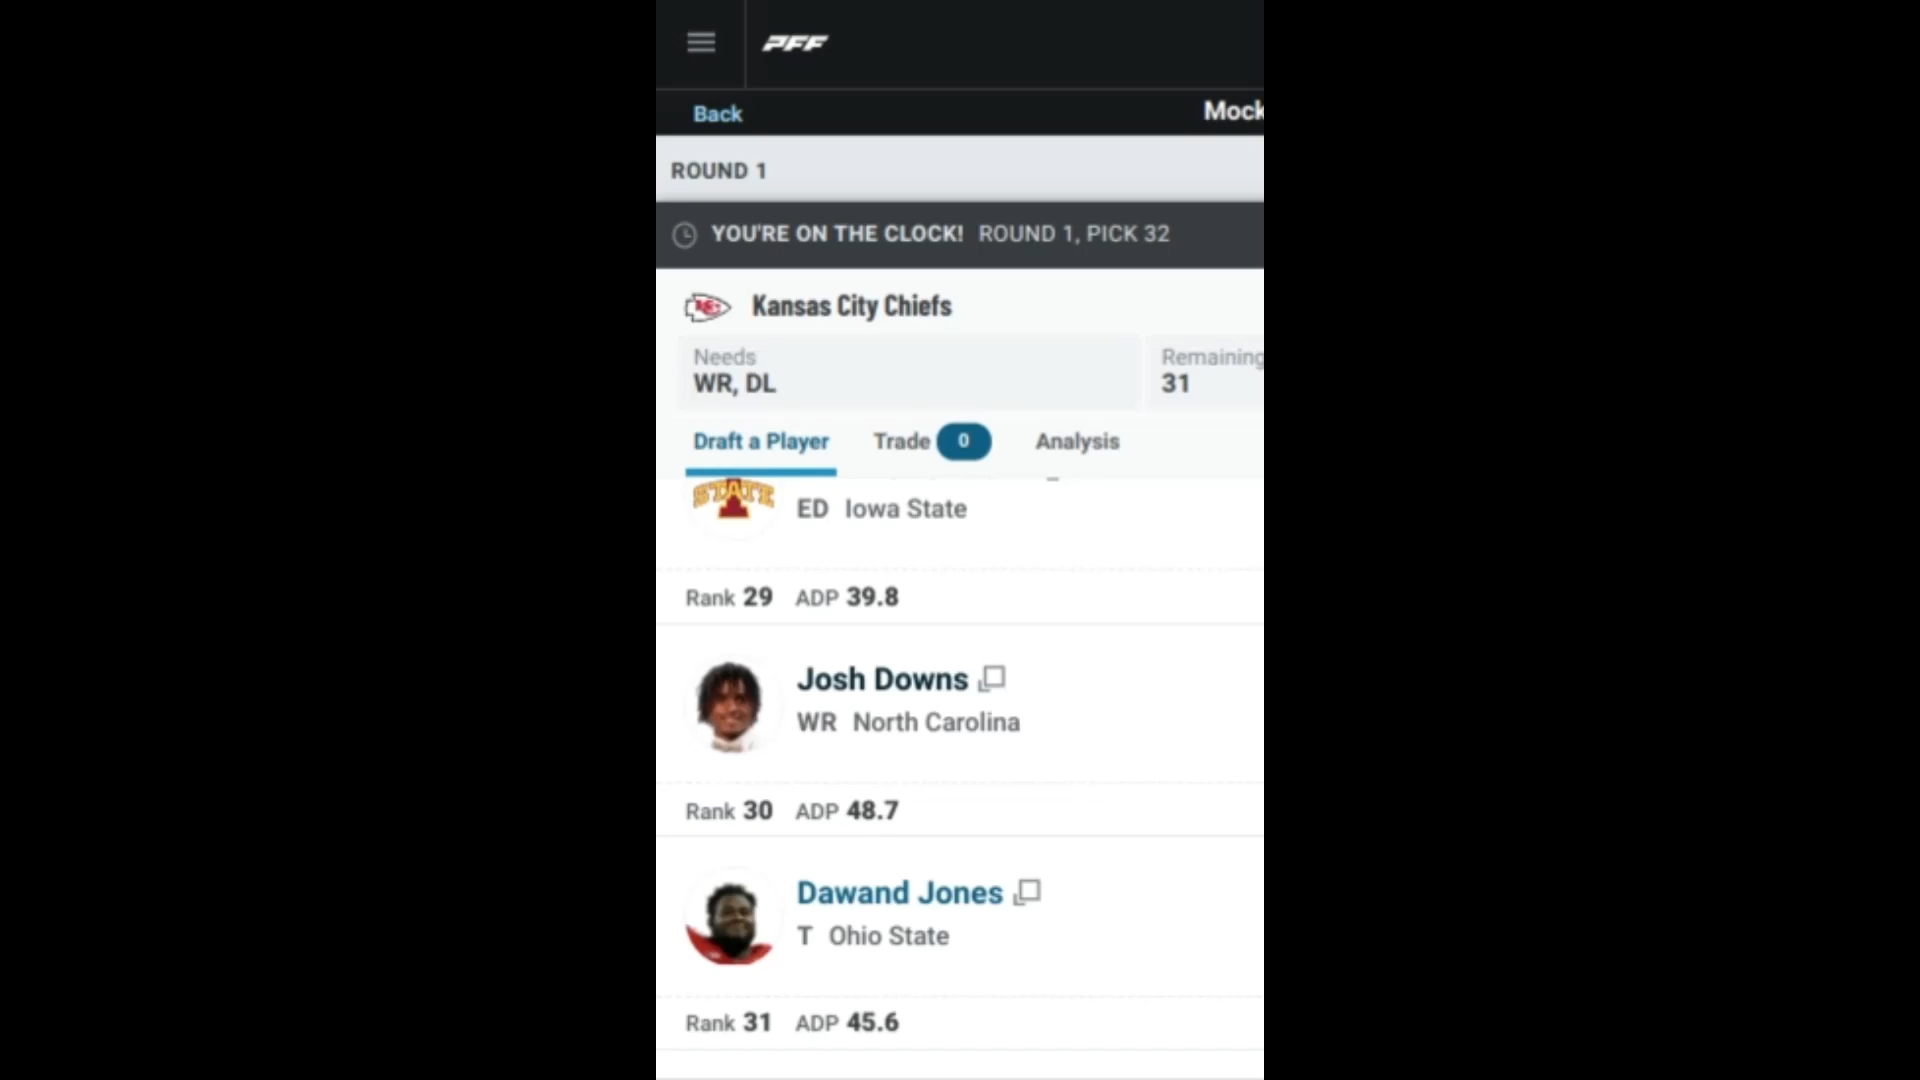 PFF
Back
Mock
ROUND 1
YOU'RE ON THE CLOCK! ROUND 1, PICK 32
KC
Kansas City Chiefs
Needs
WR, DL
Remaining
31
Draft a Player
Trade 0
Analysis
STATE
ED Iowa State
Rank 29 ADP 39.8
Josh Downs
WR North Carolina
Rank 30 ADP 48.7
Dawand Jones
T Ohio State
Rank 31 ADP 45.6